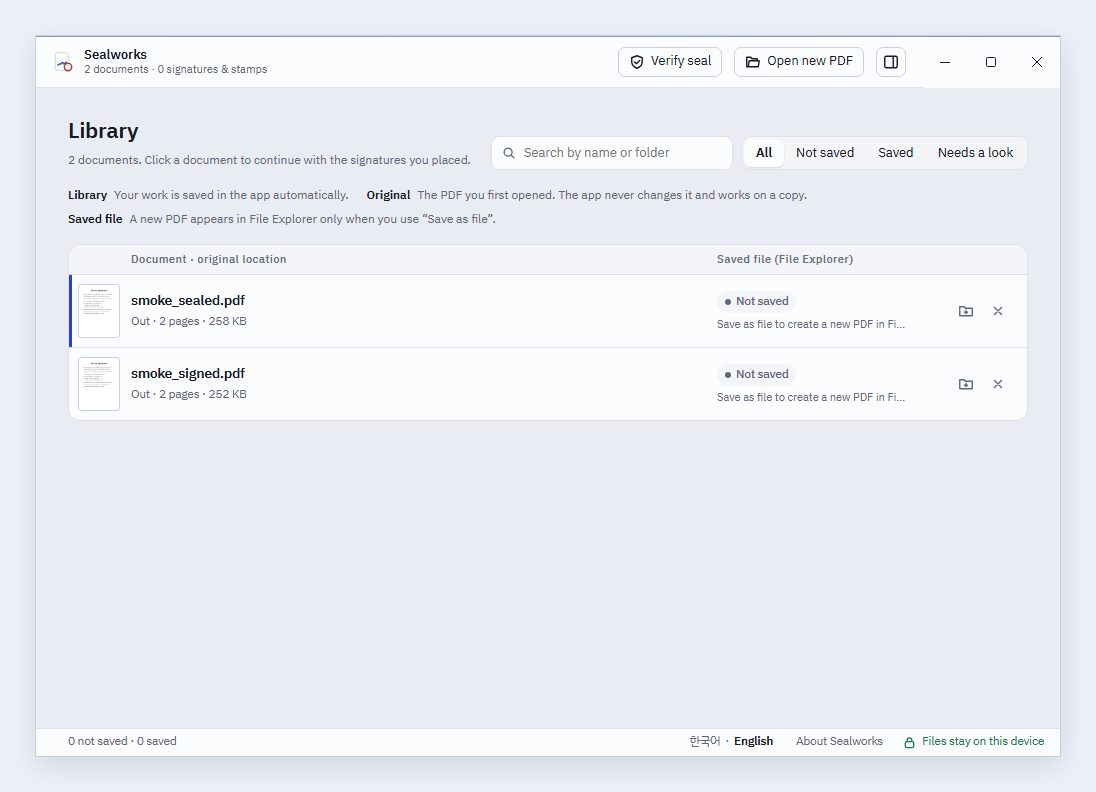 Sealworks
2 documents · 0 signatures & stamps
Verify seal
Open new PDF
Library
2 documents. Click a document to continue with the signatures you placed.
Search by name or folder
All
Not saved
Saved
Needs a look
Library Your work is saved in the app automatically. Original The PDF you first opened. The app never changes it and works on a copy.
Saved file A new PDF appears in File Explorer only when you use “Save as file”.
Document · original location
Saved file (File Explorer)
smoke_sealed.pdf
Out · 2 pages · 258 KB
Not saved
Save as file to create a new PDF in Fi...
smoke_signed.pdf
Out · 2 pages · 252 KB
Not saved
Save as file to create a new PDF in Fi...
0 not saved · 0 saved
한국어 · English
About Sealworks
Files stay on this device